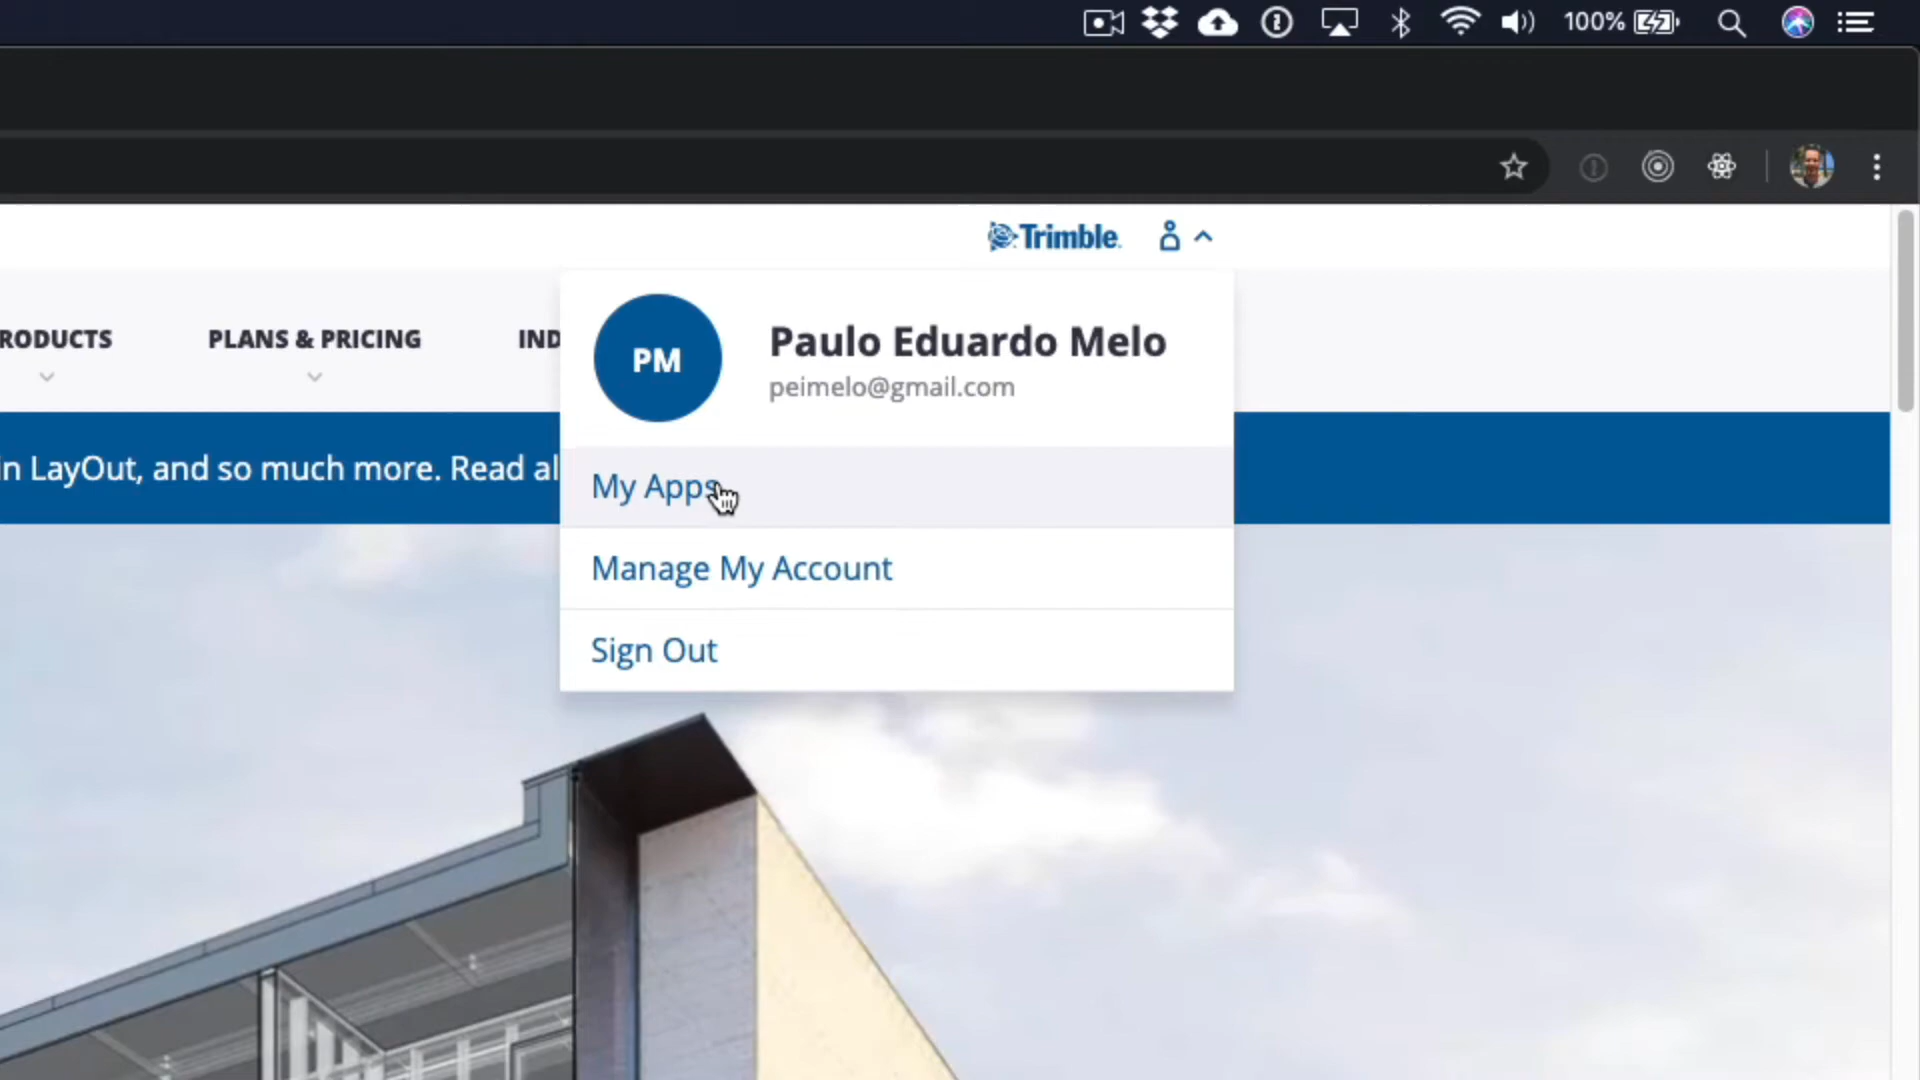 100%
Trimble
RODUCTS
PLANS & PRICING
IND
PM
Paulo Eduardo Melo
peimelo@gmail.com
in LayOut, and so much more. Read al
My Apps
Manage My Account
Sign Out